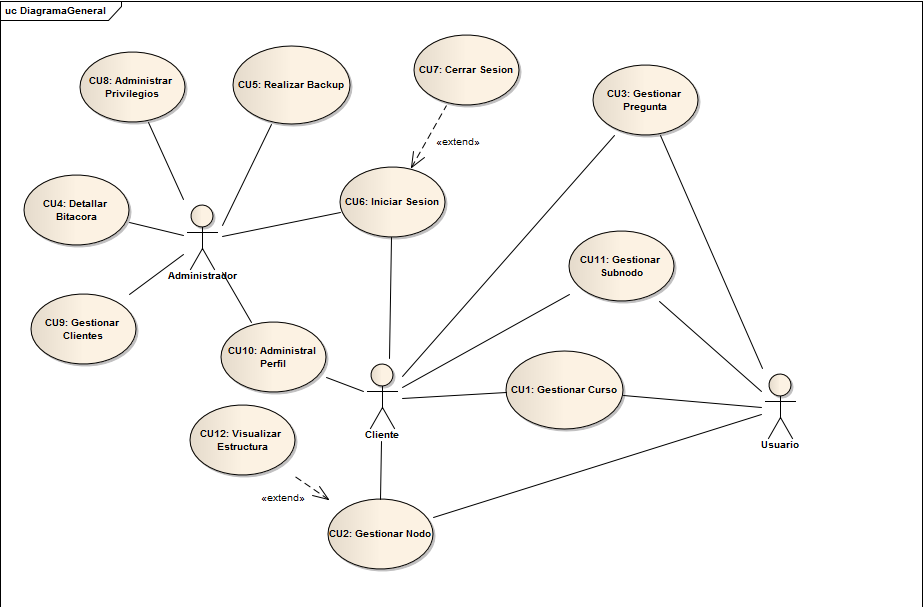 uc DiagramaGeneral
CU8: Administrar
Privilegios
CU5: Realizar Backup
CU7: Cerrar Sesion
CU3: Gestionar
Pregunta
«extend»
CU4: Detallar
Bitacora
CU6: Iniciar Sesion
Administrador
CU11: Gestionar
Subnodo
CU9: Gestionar
Clientes
CU10: Administral
Perfil
CU1: Gestionar Curso
Cliente
Usuario
CU12: Visualizar
Estructura
«extend»
CU2: Gestionar Nodo